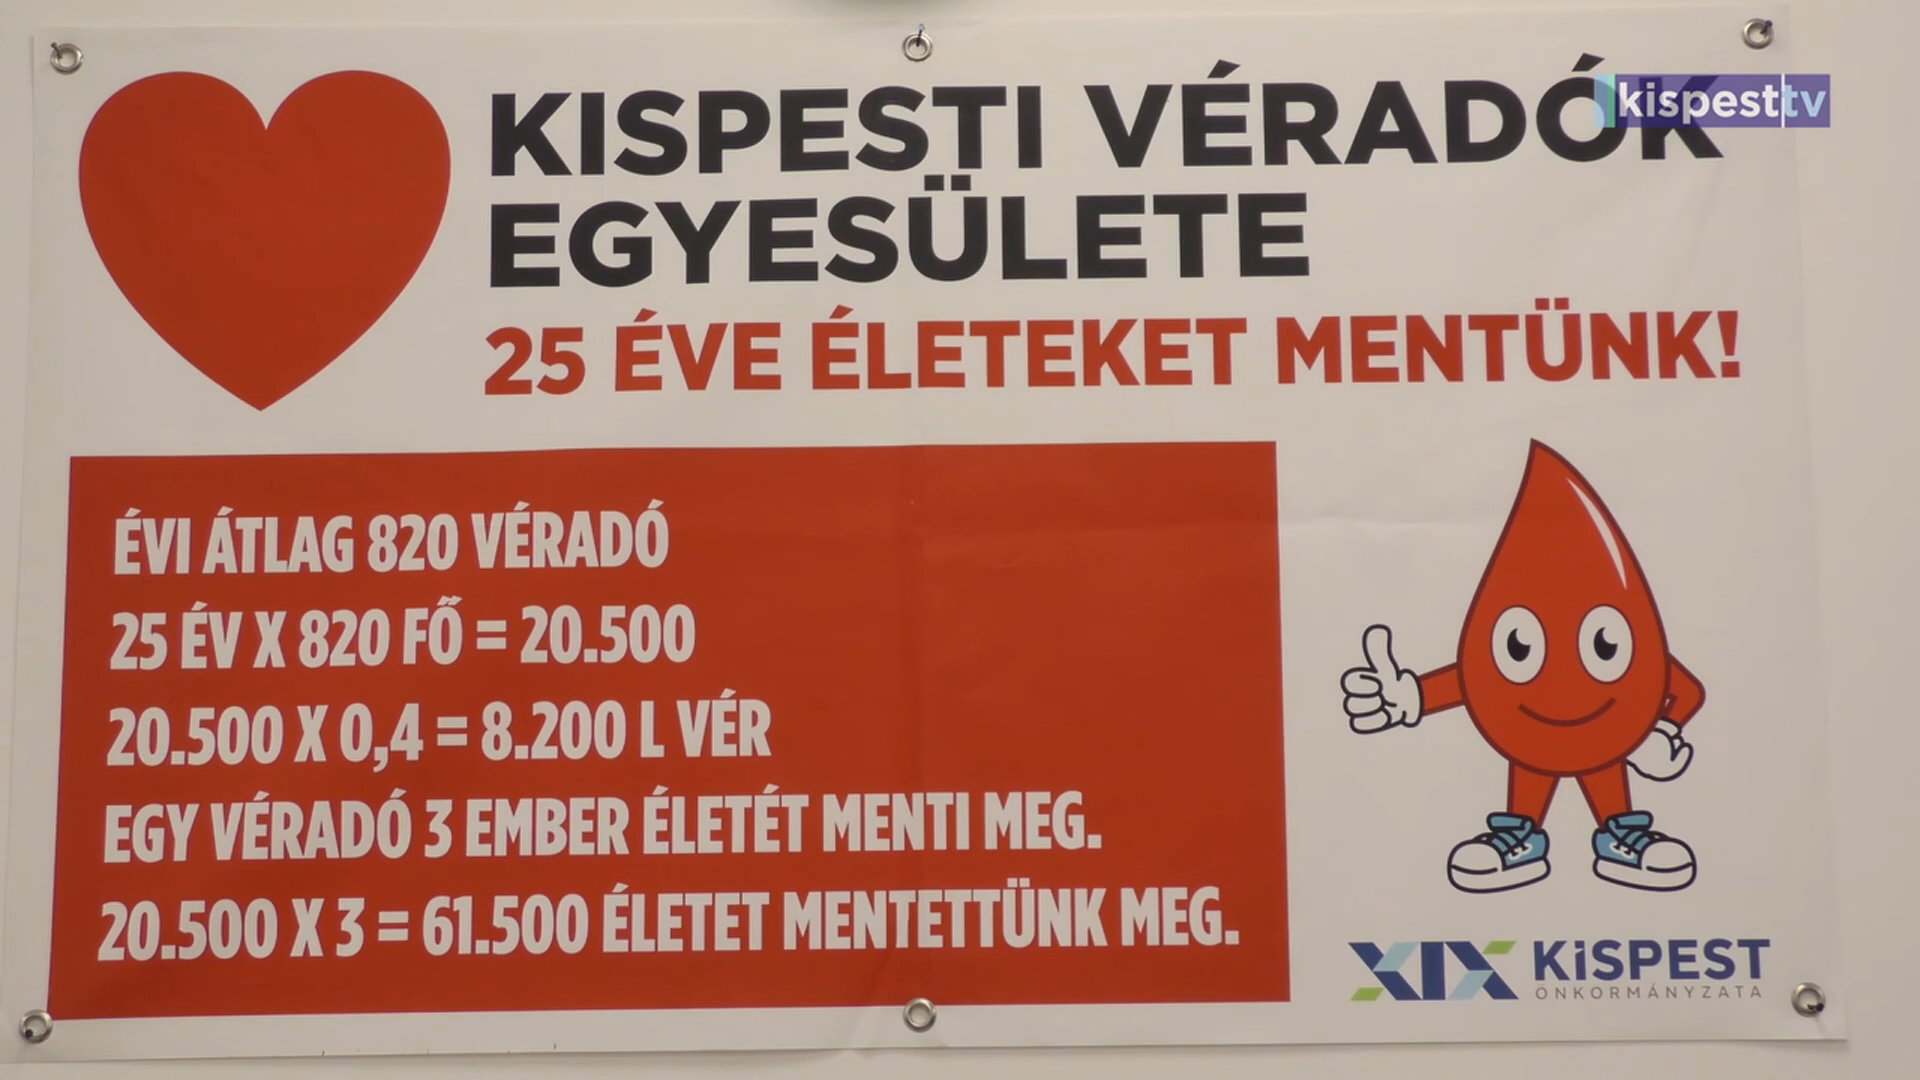 KISPESTI VÉRADÓK
kispest|tv
EGYESÜLETE
25 ÉVE ÉLETEKET MENTÜNK!
ÉVI ÁTLAG 820 VÉRADÓ
25 ÉV X 820 FŐ = 20.500
20.500 X 0,4 = 8.200 L VÉR
EGY VÉRADÓ 3 EMBER ÉLETÉT MENTI MEG.
20.500 X 3 = 61.500 ÉLETET MENTETTÜNK MEG.
XIX KiSPEST
ÖNKORMÁNYZATA